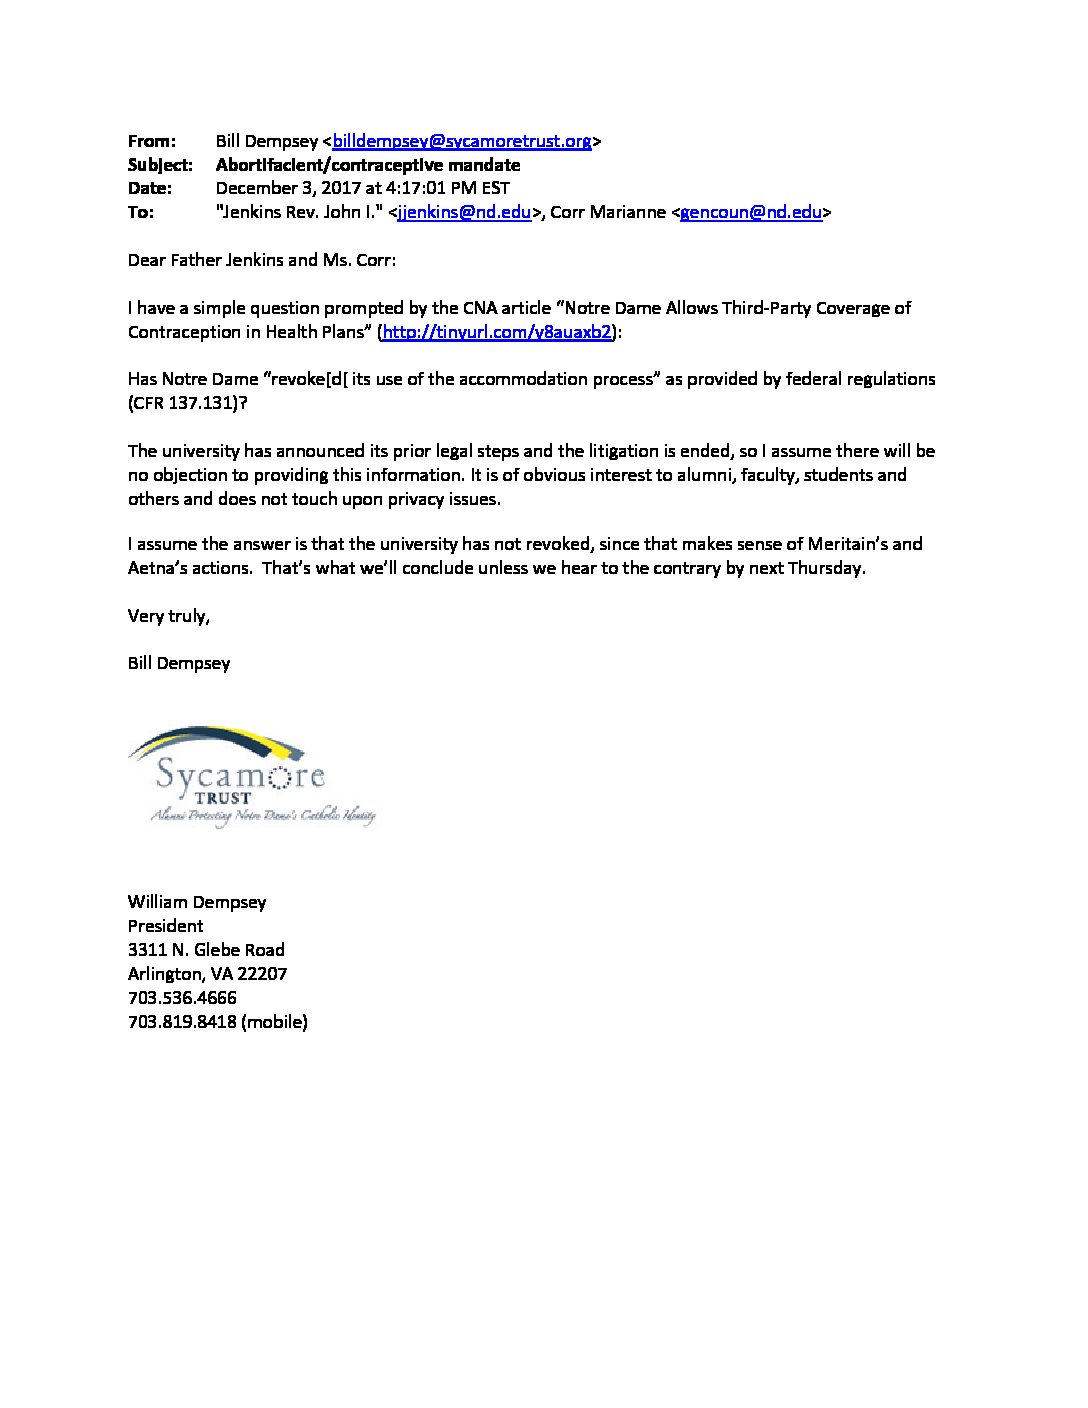 From: Bill Dempsey <billdempsey@sycamoretrust.org>
Subject: Abortifacient/contraceptive mandate
Date: December 3, 2017 at 4:17:01 PM EST
To: "Jenkins Rev. John I." <jjenkins@nd.edu>, Corr Marianne <gencoun@nd.edu>
Dear Father Jenkins and Ms. Corr:
I have a simple question prompted by the CNA article “Notre Dame Allows Third-Party Coverage of
Contraception in Health Plans” (http://tinyurl.com/y8auaxb2):
Has Notre Dame “revoke[d[ its use of the accommodation process” as provided by federal regulations
(CFR 137.131)?
The university has announced its prior legal steps and the litigation is ended, so I assume there will be
no objection to providing this information. It is of obvious interest to alumni, faculty, students and
others and does not touch upon privacy issues.
I assume the answer is that the university has not revoked, since that makes sense of Meritain’s and
Aetna’s actions.  That’s what we’ll conclude unless we hear to the contrary by next Thursday.
Very truly,
Bill Dempsey
Sycamore
TRUST
Alumni Protecting Notre Dame's Catholic Identity
William Dempsey
President
3311 N. Glebe Road
Arlington, VA 22207
703.536.4666
703.819.8418 (mobile)